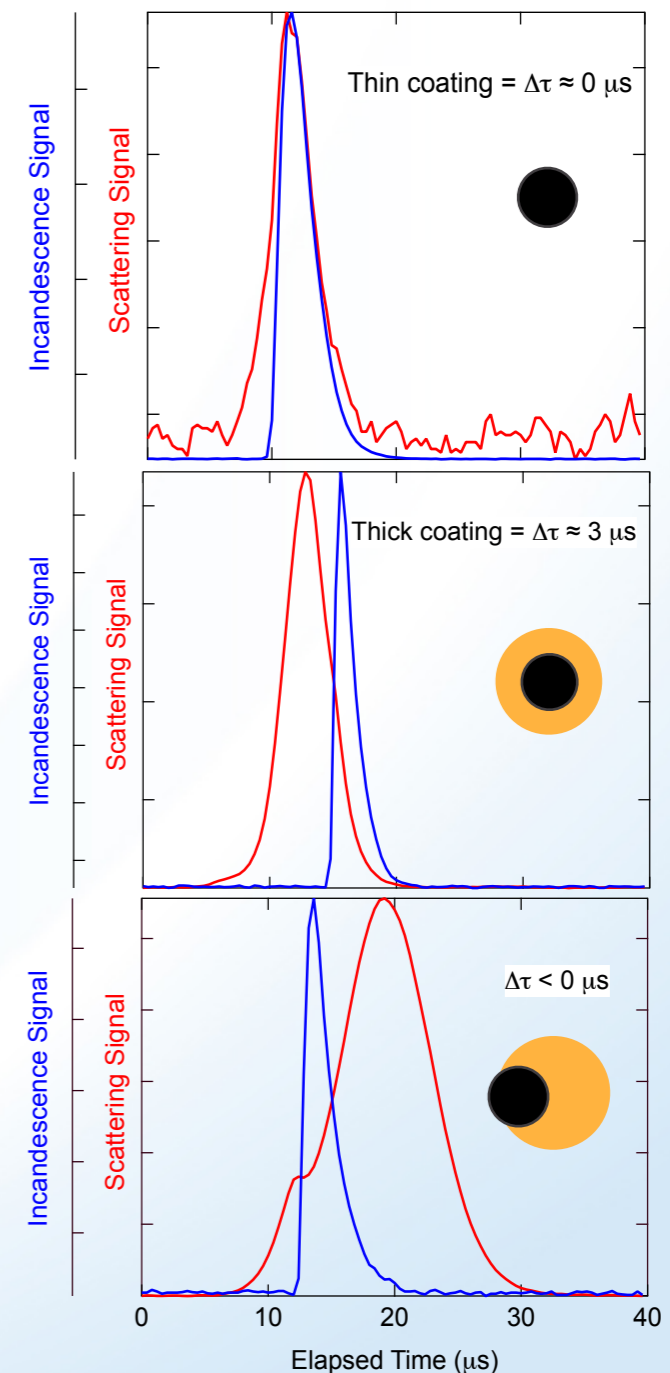 Incandescence Signal
Scattering Signal
Thin coating = Δτ ≈ 0 μs
Incandescence Signal
Scattering Signal
Thick coating = Δτ ≈ 3 μs
Incandescence Signal
Scattering Signal
Δτ < 0 μs
0 10 20 30 40
Elapsed Time (μs)